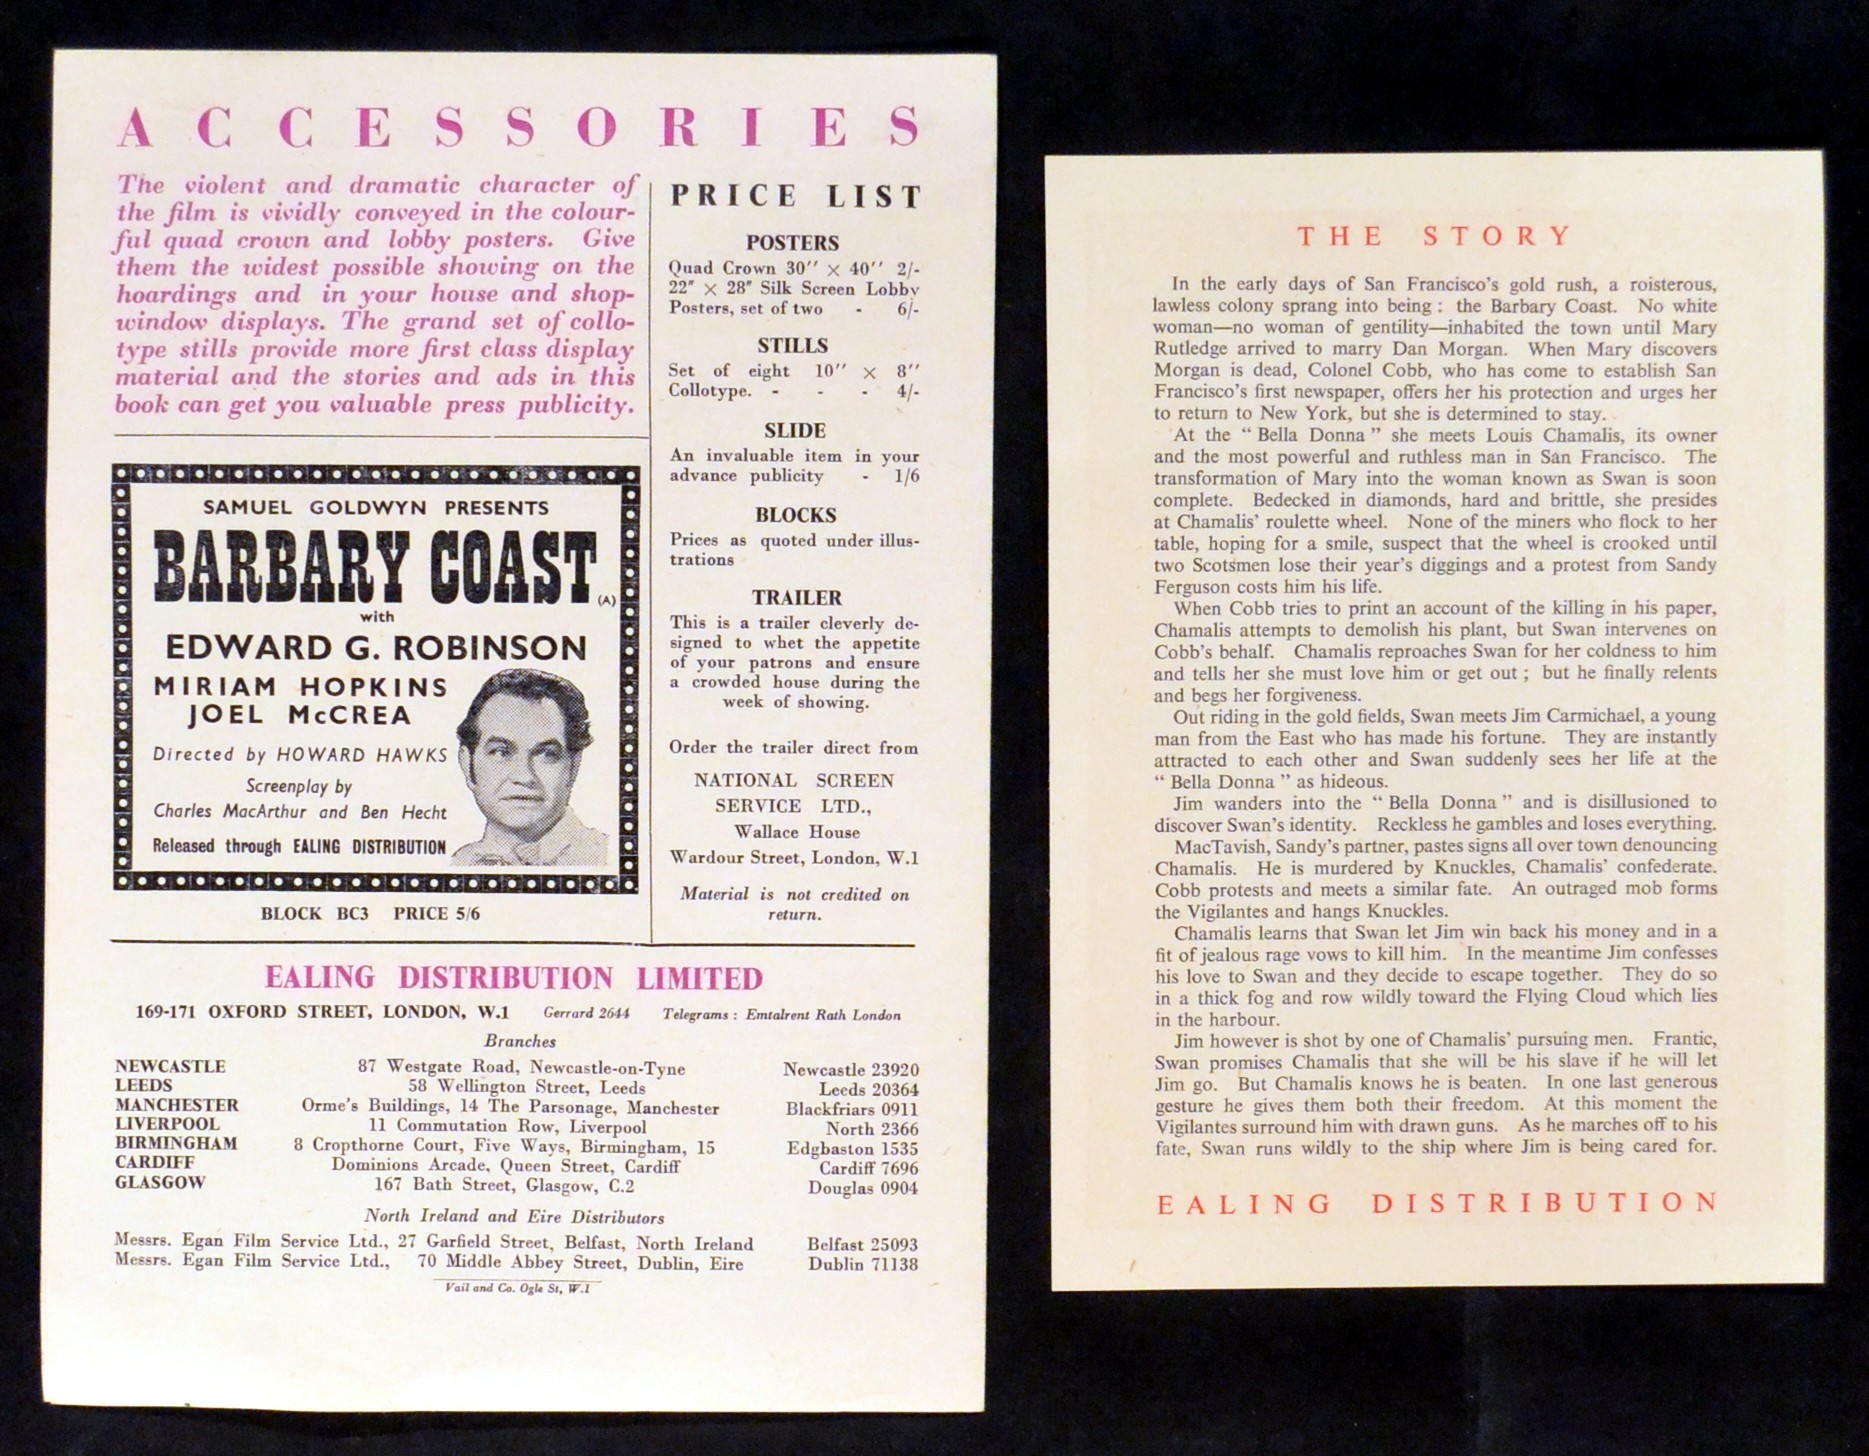 ACCESSORIES
The violent and dramatic character of
the film is vividly conveyed in the colour-
ful quad crown and lobby posters. Give
them the widest possible showing on the
hoardings and in your house and shop-
window displays. The grand set of collo-
type stills provide more first class display
material and the stories and ads in this
book can get you valuable press publicity.
SAMUEL GOLDWYN PRESENTS
BARBARY COAST (A)
with
EDWARD G. ROBINSON
MIRIAM HOPKINS
JOEL McCREA
Directed by HOWARD HAWKS
Screenplay by
Charles MacArthur and Ben Hecht
Released through EALING DISTRIBUTION
BLOCK BC3 PRICE 5/6
PRICE LIST
POSTERS
Quad Crown 30″ × 40″ 2/-
22″ × 28″ Silk Screen Lobby
Posters, set of two - 6/-
STILLS
Set of eight 10″ × 8″
Collotype. - - - 4/-
SLIDE
An invaluable item in your
advance publicity - 1/6
BLOCKS
Prices as quoted under illus-
trations
TRAILER
This is a trailer cleverly de-
signed to whet the appetite
of your patrons and ensure
a crowded house during the
week of showing.
Order the trailer direct from
NATIONAL SCREEN
SERVICE LTD.,
Wallace House
Wardour Street, London, W.1
Material is not credited on
return.
EALING DISTRIBUTION LIMITED
169-171 OXFORD STREET, LONDON, W.1 Gerrard 2644 Telegrams : Emtalrent Rath London
Branches
NEWCASTLE 87 Westgate Road, Newcastle-on-Tyne Newcastle 23920
LEEDS 58 Wellington Street, Leeds Leeds 20364
MANCHESTER Orme's Buildings, 14 The Parsonage, Manchester Blackfriars 0911
LIVERPOOL 11 Commutation Row, Liverpool North 2366
BIRMINGHAM 8 Cropthorne Court, Five Ways, Birmingham, 15 Edgbaston 1535
CARDIFF Dominions Arcade, Queen Street, Cardiff Cardiff 7696
GLASGOW 167 Bath Street, Glasgow, C.2 Douglas 0904
North Ireland and Eire Distributors
Messrs. Egan Film Service Ltd., 27 Garfield Street, Belfast, North Ireland Belfast 25093
Messrs. Egan Film Service Ltd., 70 Middle Abbey Street, Dublin, Eire Dublin 71138
Vail and Co. Ogle St, W.1
THE STORY
In the early days of San Francisco's gold rush, a roisterous,
lawless colony sprang into being : the Barbary Coast. No white
woman—no woman of gentility—inhabited the town until Mary
Rutledge arrived to marry Dan Morgan. When Mary discovers
Morgan is dead, Colonel Cobb, who has come to establish San
Francisco's first newspaper, offers her his protection and urges her
to return to New York, but she is determined to stay.
At the " Bella Donna " she meets Louis Chamalis, its owner
and the most powerful and ruthless man in San Francisco. The
transformation of Mary into the woman known as Swan is soon
complete. Bedecked in diamonds, hard and brittle, she presides
at Chamalis' roulette wheel. None of the miners who flock to her
table, hoping for a smile, suspect that the wheel is crooked until
two Scotsmen lose their year's diggings and a protest from Sandy
Ferguson costs him his life.
When Cobb tries to print an account of the killing in his paper,
Chamalis attempts to demolish his plant, but Swan intervenes on
Cobb's behalf. Chamalis reproaches Swan for her coldness to him
and tells her she must love him or get out ; but he finally relents
and begs her forgiveness.
Out riding in the gold fields, Swan meets Jim Carmichael, a young
man from the East who has made his fortune. They are instantly
attracted to each other and Swan suddenly sees her life at the
" Bella Donna " as hideous.
Jim wanders into the " Bella Donna " and is disillusioned to
discover Swan's identity. Reckless he gambles and loses everything.
MacTavish, Sandy's partner, pastes signs all over town denouncing
Chamalis. He is murdered by Knuckles, Chamalis' confederate.
Cobb protests and meets a similar fate. An outraged mob forms
the Vigilantes and hangs Knuckles.
Chamalis learns that Swan let Jim win back his money and in a
fit of jealous rage vows to kill him. In the meantime Jim confesses
his love to Swan and they decide to escape together. They do so
in a thick fog and row wildly toward the Flying Cloud which lies
in the harbour.
Jim however is shot by one of Chamalis' pursuing men. Frantic,
Swan promises Chamalis that she will be his slave if he will let
Jim go. But Chamalis knows he is beaten. In one last generous
gesture he gives them both their freedom. At this moment the
Vigilantes surround him with drawn guns. As he marches off to his
fate, Swan runs wildly to the ship where Jim is being cared for.
EALING DISTRIBUTION